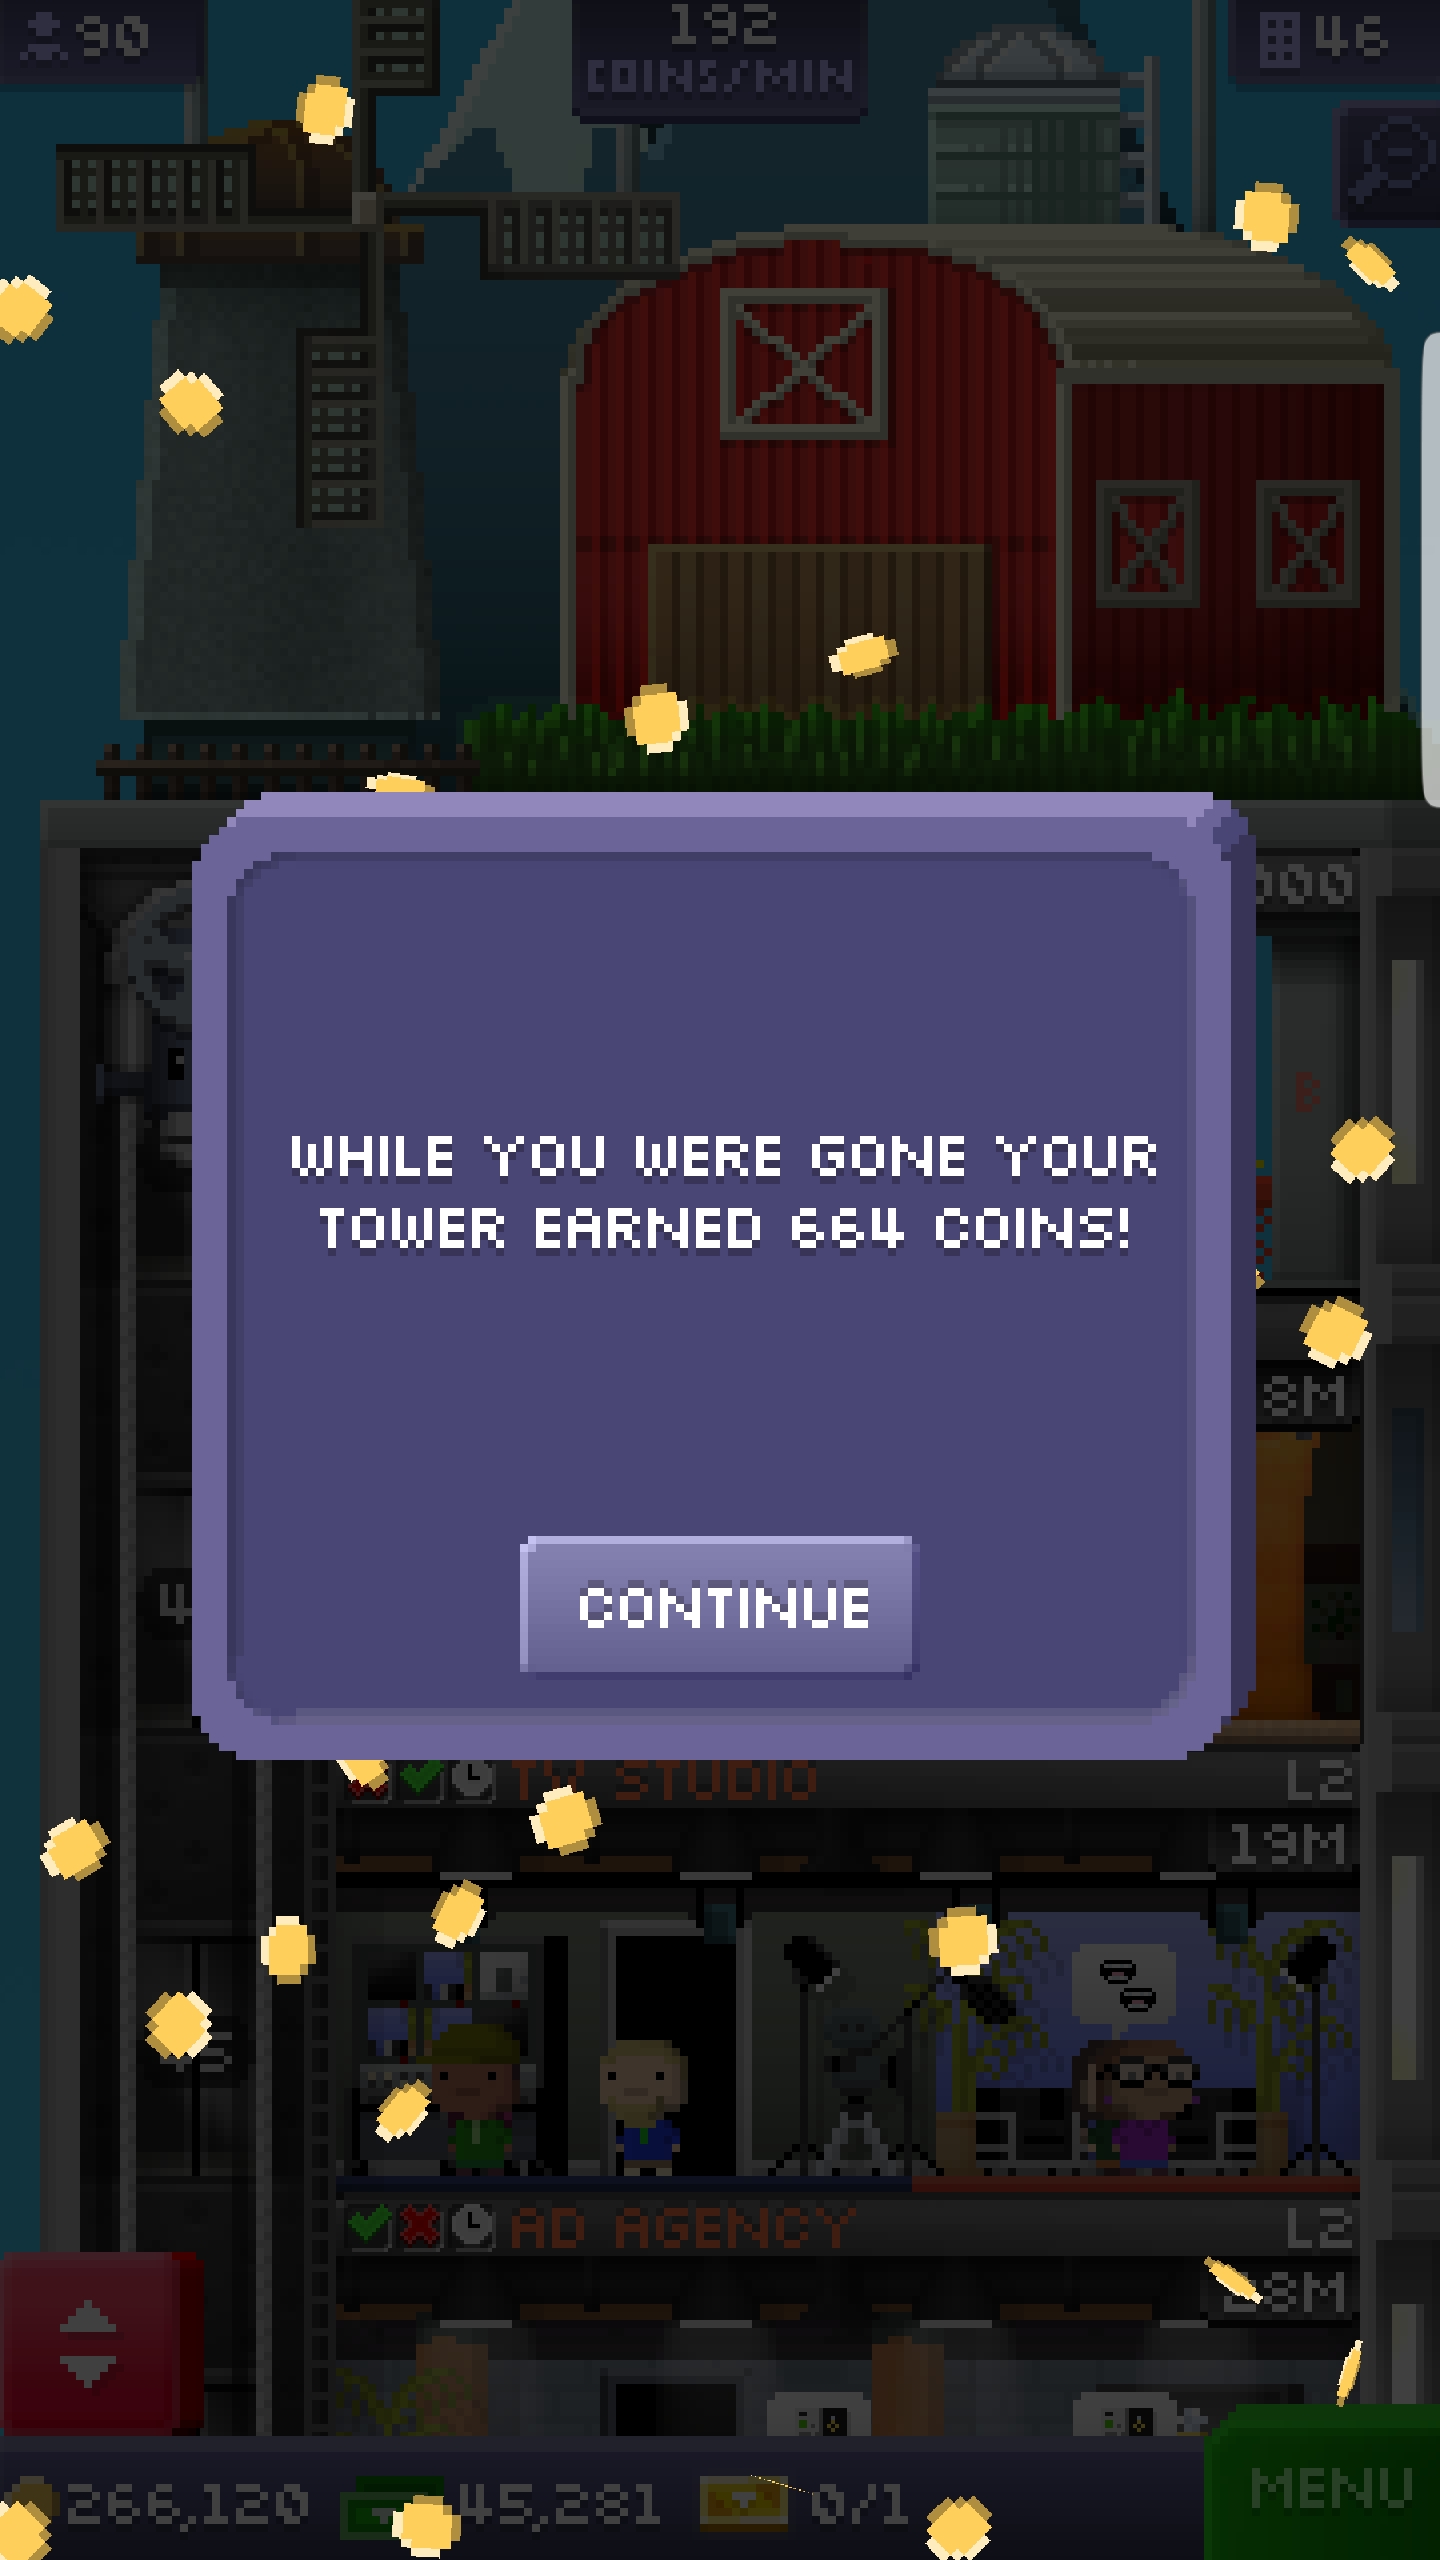 90
192
COINS/MIN
46
WHILE YOU WERE GONE YOUR
TOWER EARNED 664 COINS!
8M
CONTINUE
TV STUDIO
L2
19M
AD AGENCY
L2
MENU
266,120
45,281
0/1